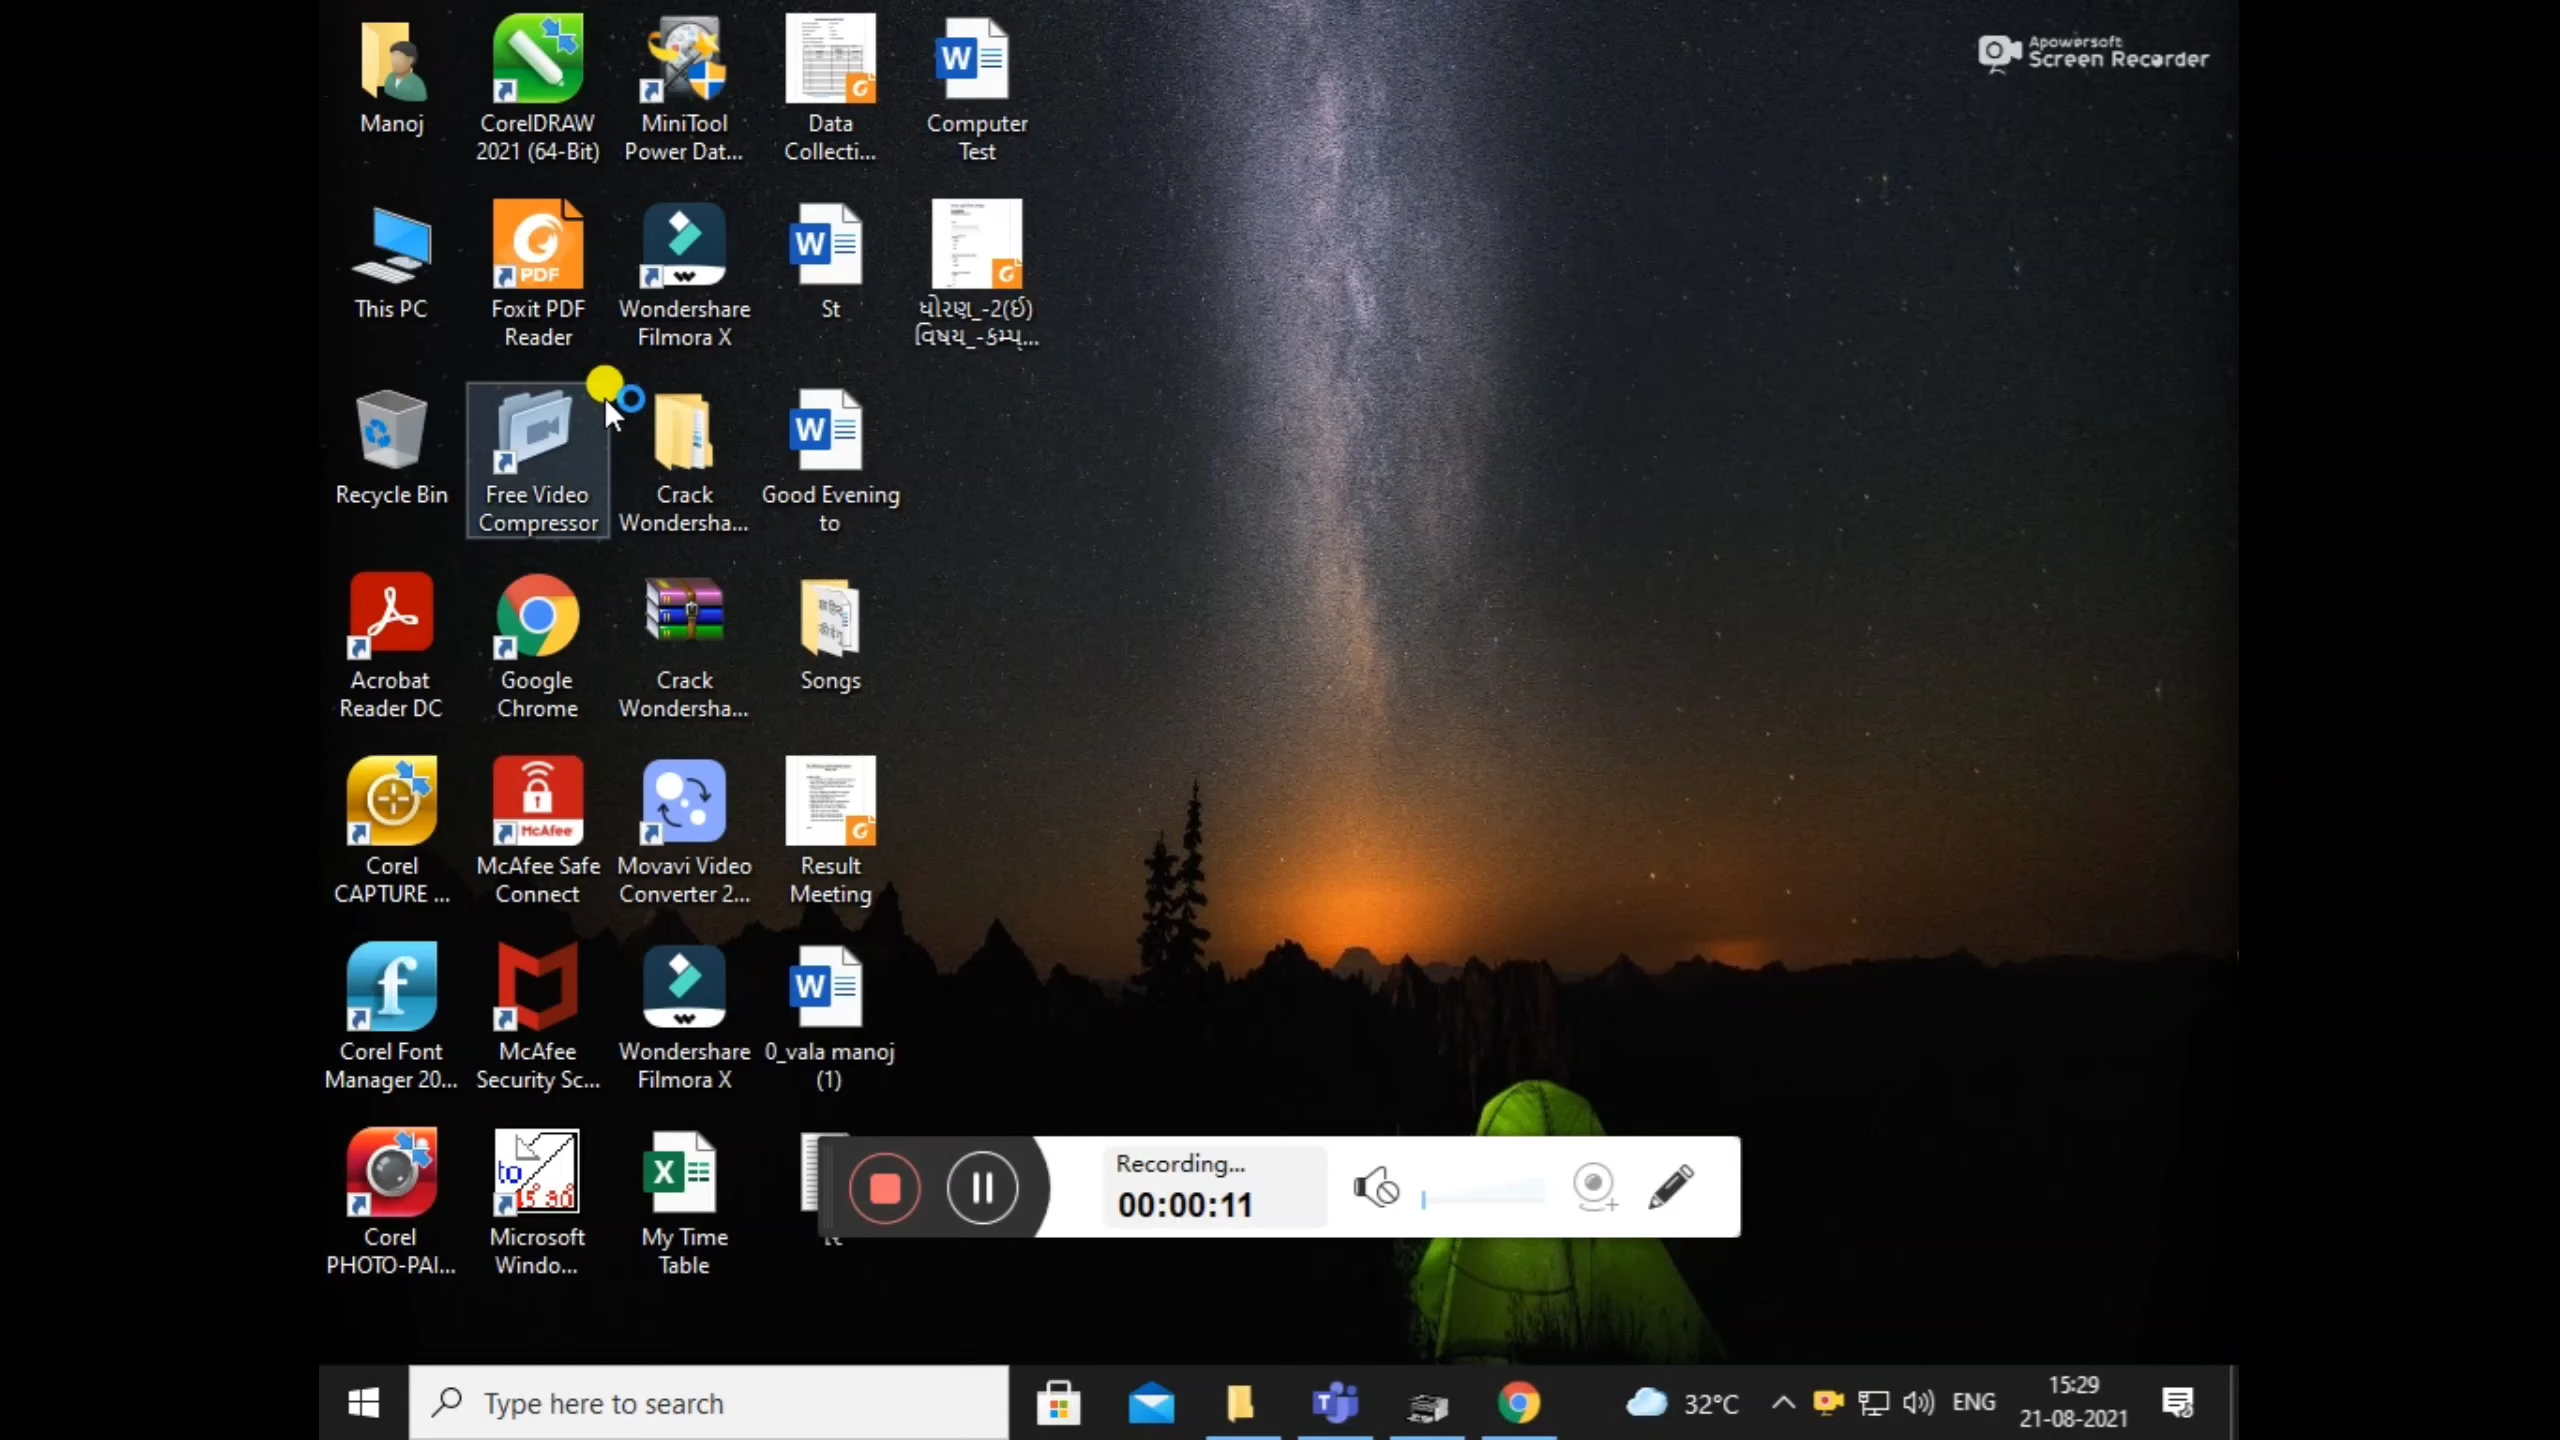 Apowersoft
Screen Recorder
Manoj
CorelDRAW
2021 (64-Bit)
MiniTool
Power Dat...
Data
Collecti...
Computer
Test
This PC
PDF
Foxit PDF
Reader
Wondershare
Filmora X
St
ધોરણ_-2(ઈ)
વિષય_-કમ્પ્...
Recycle Bin
Free Video
Compressor
Crack
Wondersha...
Good Evening
to
Acrobat
Reader DC
Google
Chrome
Crack
Wondersha...
Songs
Corel
CAPTURE ...
McAfee
McAfee Safe
Connect
Movavi Video
Converter 2...
Result
Meeting
Corel Font
Manager 20...
McAfee
Security Sc...
Wondershare
Filmora X
0_vala manoj
(1)
Corel
PHOTO-PAI...
to
Microsoft
Windo...
My Time
Table
Recording...
00:00:11
Type here to search
32°C
ENG
15:29
21-08-2021